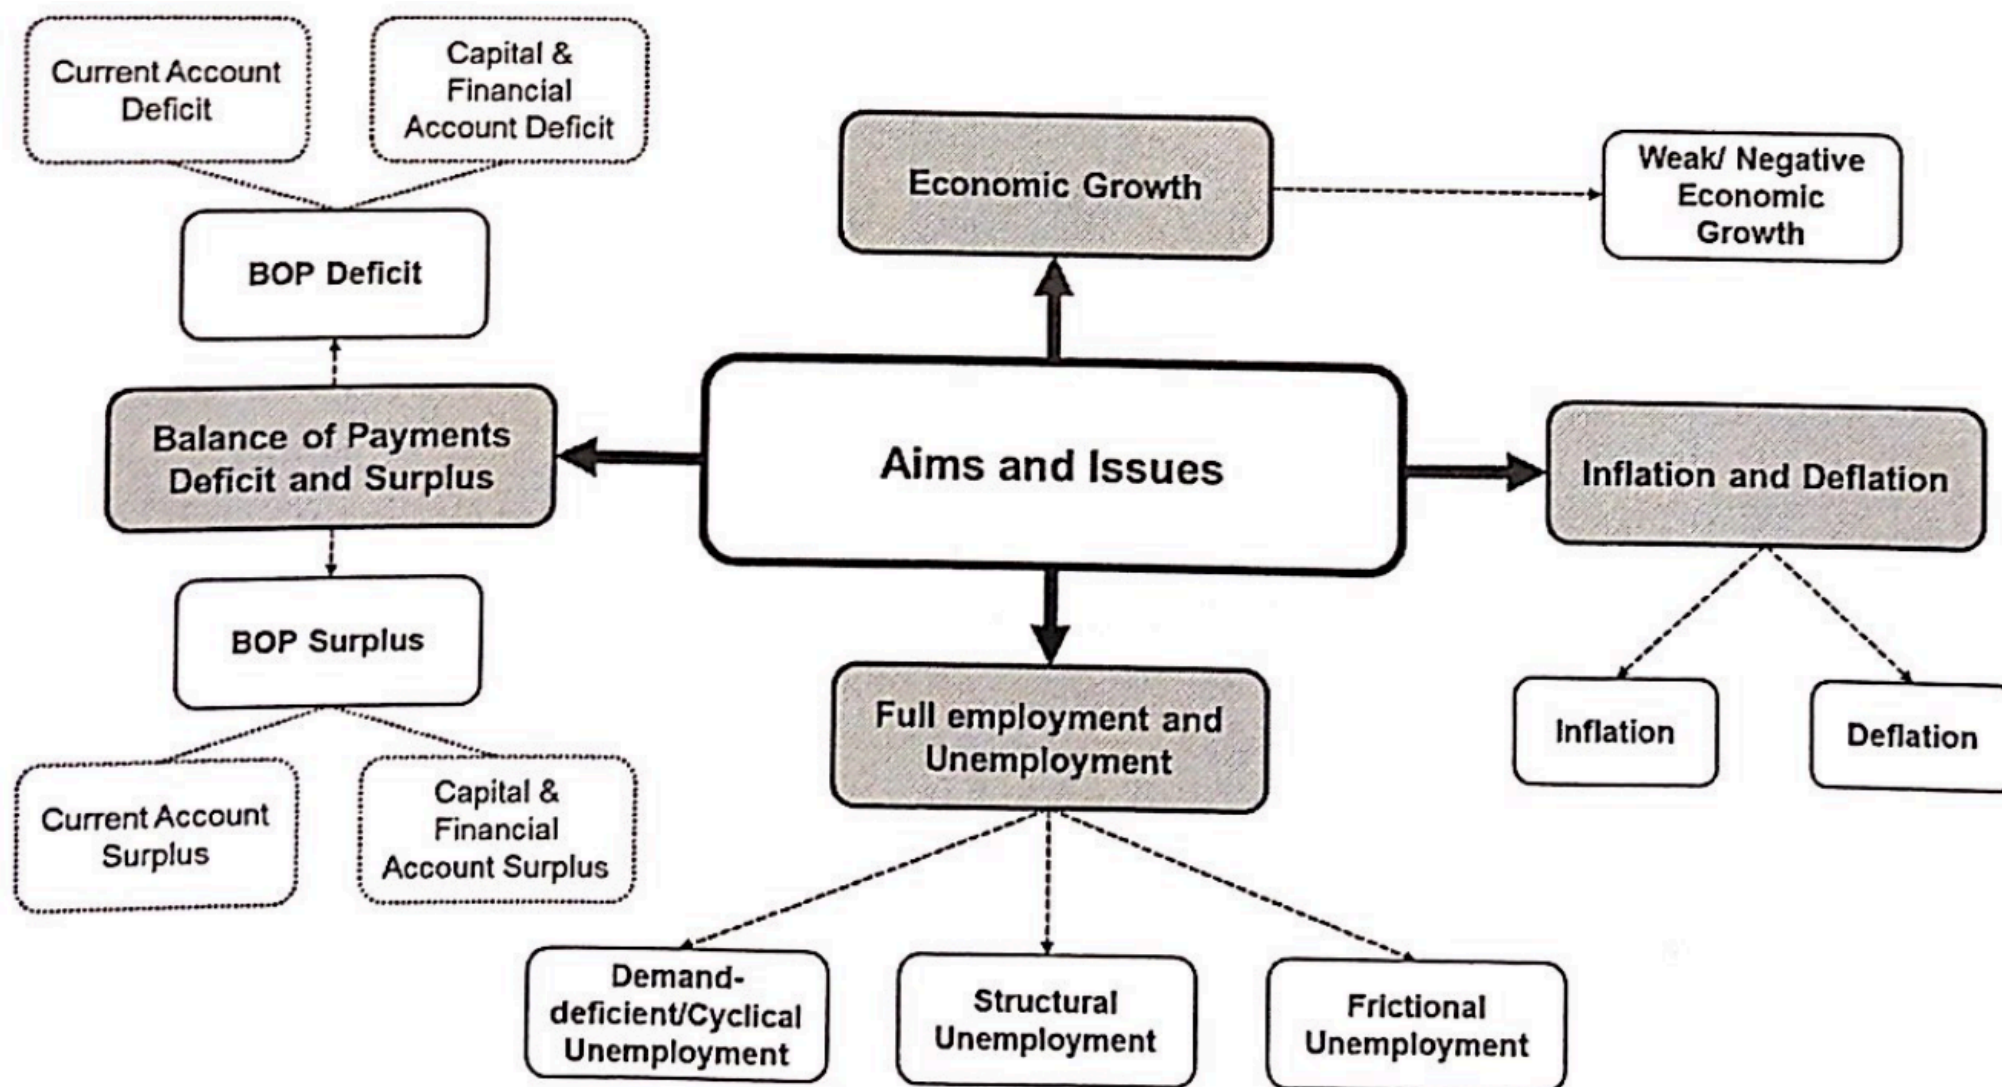 Current Account
Deficit
Capital &
Financial
Account Deficit
BOP Deficit
Economic Growth
Weak/ Negative
Economic
Growth
Balance of Payments
Deficit and Surplus
Aims and Issues
Inflation and Deflation
BOP Surplus
Current Account
Surplus
Capital &
Financial
Account Surplus
Full employment and
Unemployment
Inflation
Deflation
Demand-
deficient/Cyclical
Unemployment
Structural
Unemployment
Frictional
Unemployment